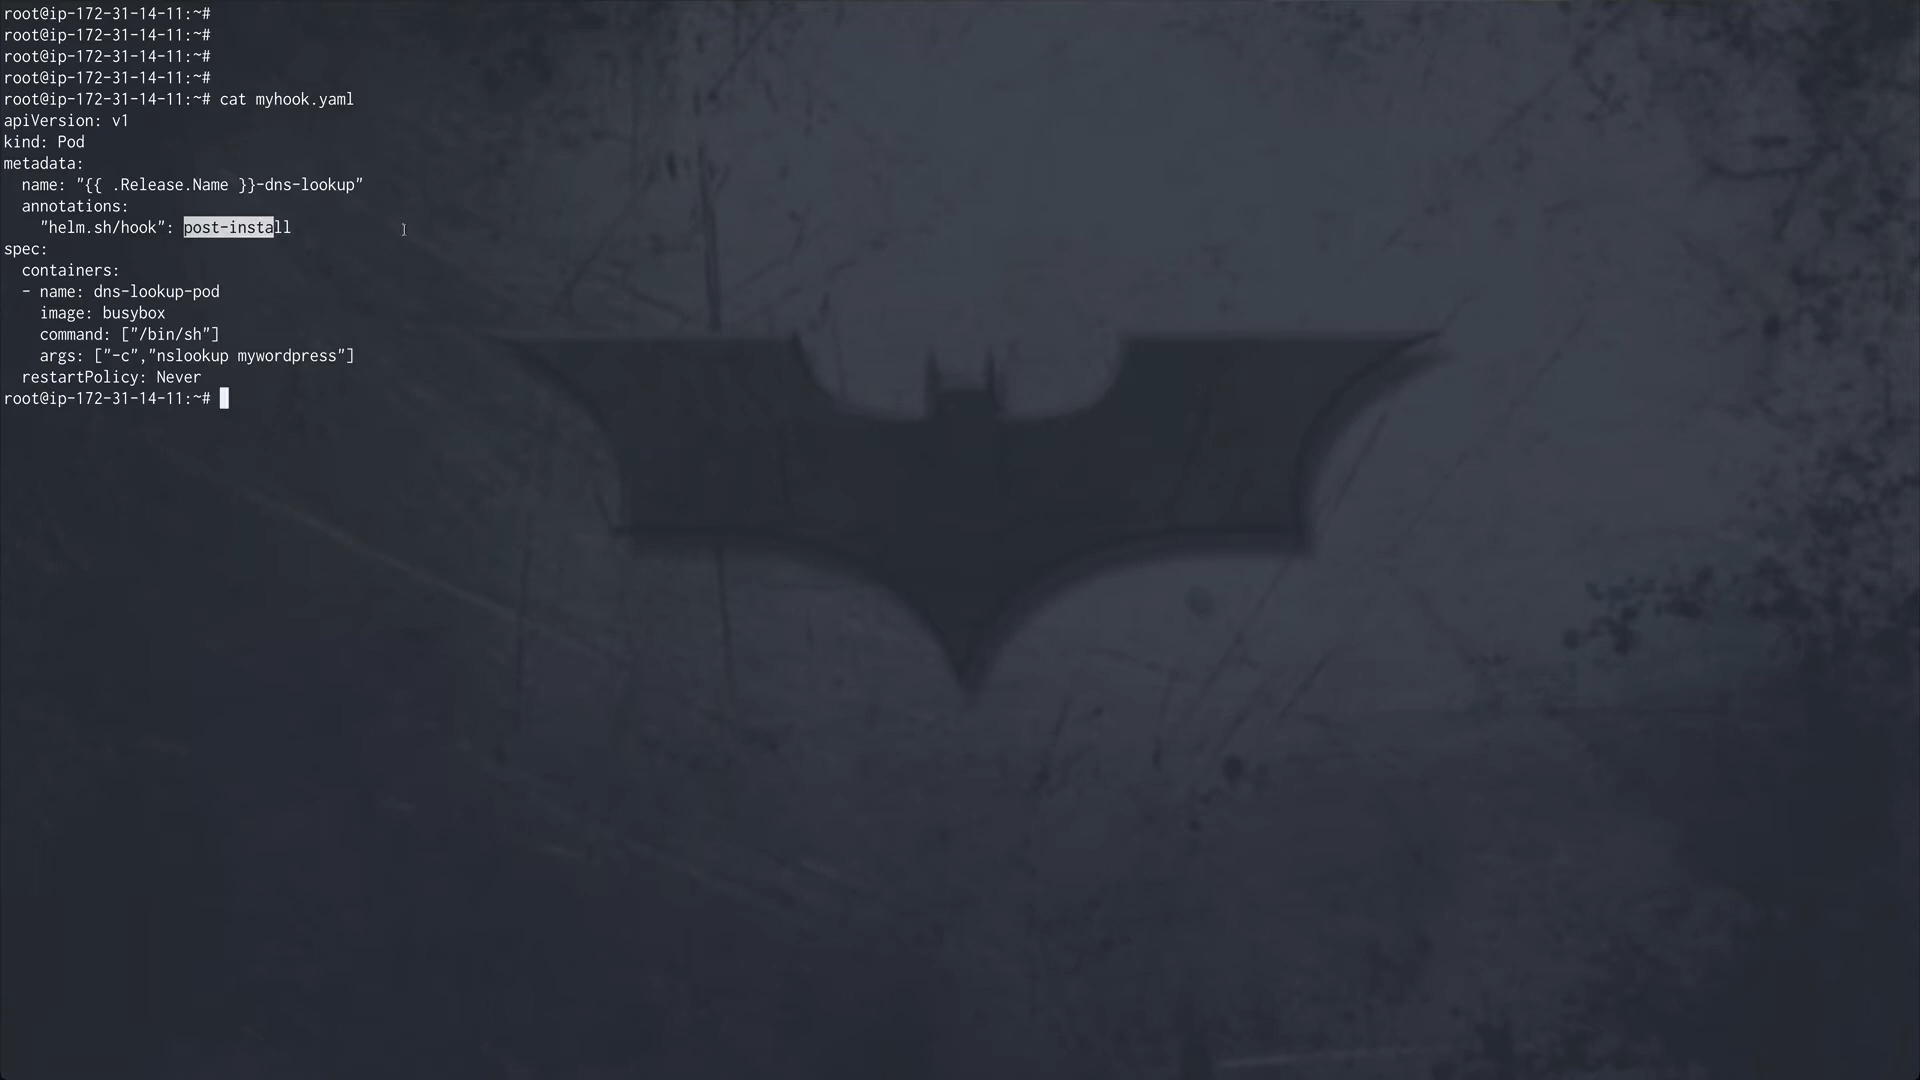 root@ip-172-31-14-11:~#
root@ip-172-31-14-11:~#
root@ip-172-31-14-11:~#
root@ip-172-31-14-11:~#
root@ip-172-31-14-11:~# cat myhook.yaml
apiVersion: v1
kind: Pod
metadata:
  name: "{{ .Release.Name }}-dns-lookup"
  annotations:
    "helm.sh/hook": post-install
spec:
  containers:
  - name: dns-lookup-pod
    image: busybox
    command: ["/bin/sh"]
    args: ["-c","nslookup mywordpress"]
  restartPolicy: Never
root@ip-172-31-14-11:~#